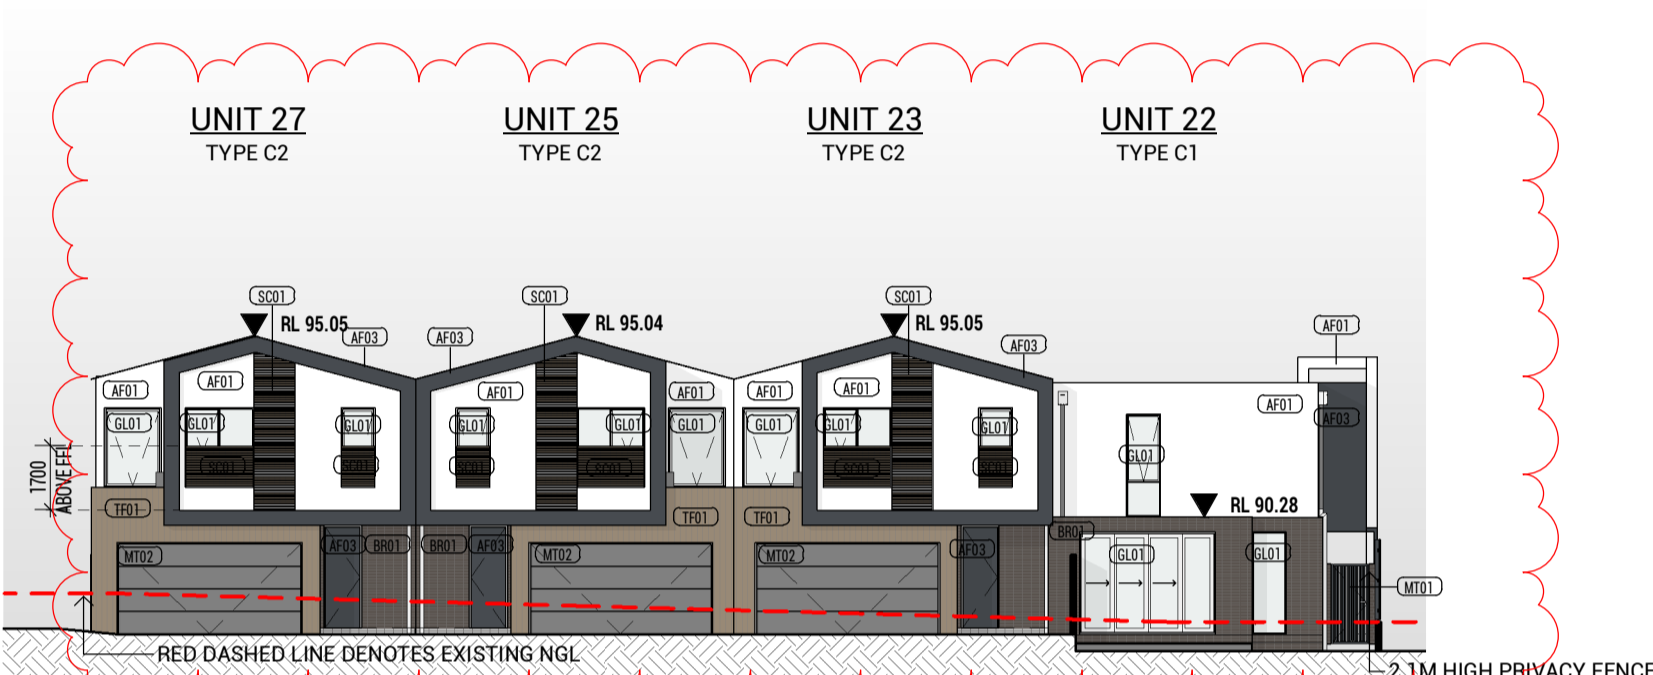 UNIT 27
TYPE C2
UNIT 25
TYPE C2
UNIT 23
TYPE C2
UNIT 22
TYPE C1
SC01
RL 95.05
AF03
AF03
SC01
RL 95.04
SC01
RL 95.05
AF03
AF01
AF01
AF01
AF01
AF01
AF01
AF01
AF01
AF03
GL01
GL01
GL01
GL01
GL01
GL01
GL01
GL01
GL01
GL01
1700
ABOVE FFL
SC01
SC01
SC01
SC01
SC01
SC01
RL 90.28
TF01
TF01
TF01
MT02
AF03
BR01
BR01
AF03
MT02
MT02
AF03
BR01
GL01
GL01
MT01
RED DASHED LINE DENOTES EXISTING NGL
2.1M HIGH PRIVACY FENCE